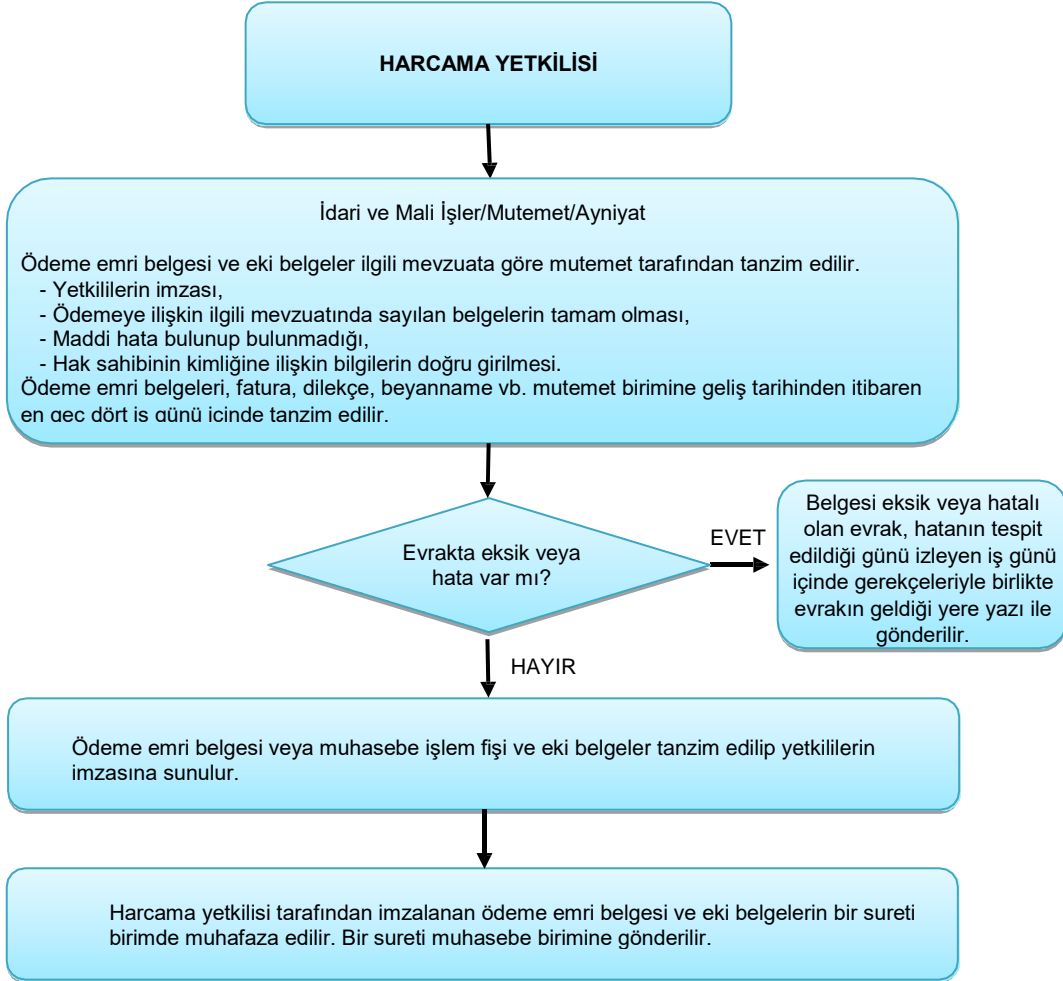 HARCAMA YETKİLİSİ
İdari ve Mali İşler/Mutemet/Ayniyat
Ödeme emri belgesi ve eki belgeler ilgili mevzuata göre mutemet tarafından tanzim edilir.
- Yetkililerin imzası,
- Ödemeye ilişkin ilgili mevzuatında sayılan belgelerin tamam olması,
- Maddi hata bulunup bulunmadığı,
- Hak sahibinin kimliğine ilişkin bilgilerin doğru girilmesi.
Ödeme emri belgeleri, fatura, dilekçe, beyanname vb. mutemet birimine geliş tarihinden itibaren
en geç dört iş günü içinde tanzim edilir.
Evrakta eksik veya
hata var mı?
EVET
Belgesi eksik veya hatalı
olan evrak, hatanın tespit
edildiği günü izleyen iş günü
içinde gerekçeleriyle birlikte
evrakın geldiği yere yazı ile
gönderilir.
HAYIR
Ödeme emri belgesi veya muhasebe işlem fişi ve eki belgeler tanzim edilip yetkililerin
imzasına sunulur.
Harcama yetkilisi tarafından imzalanan ödeme emri belgesi ve eki belgelerin bir sureti
birimde muhafaza edilir. Bir sureti muhasebe birimine gönderilir.